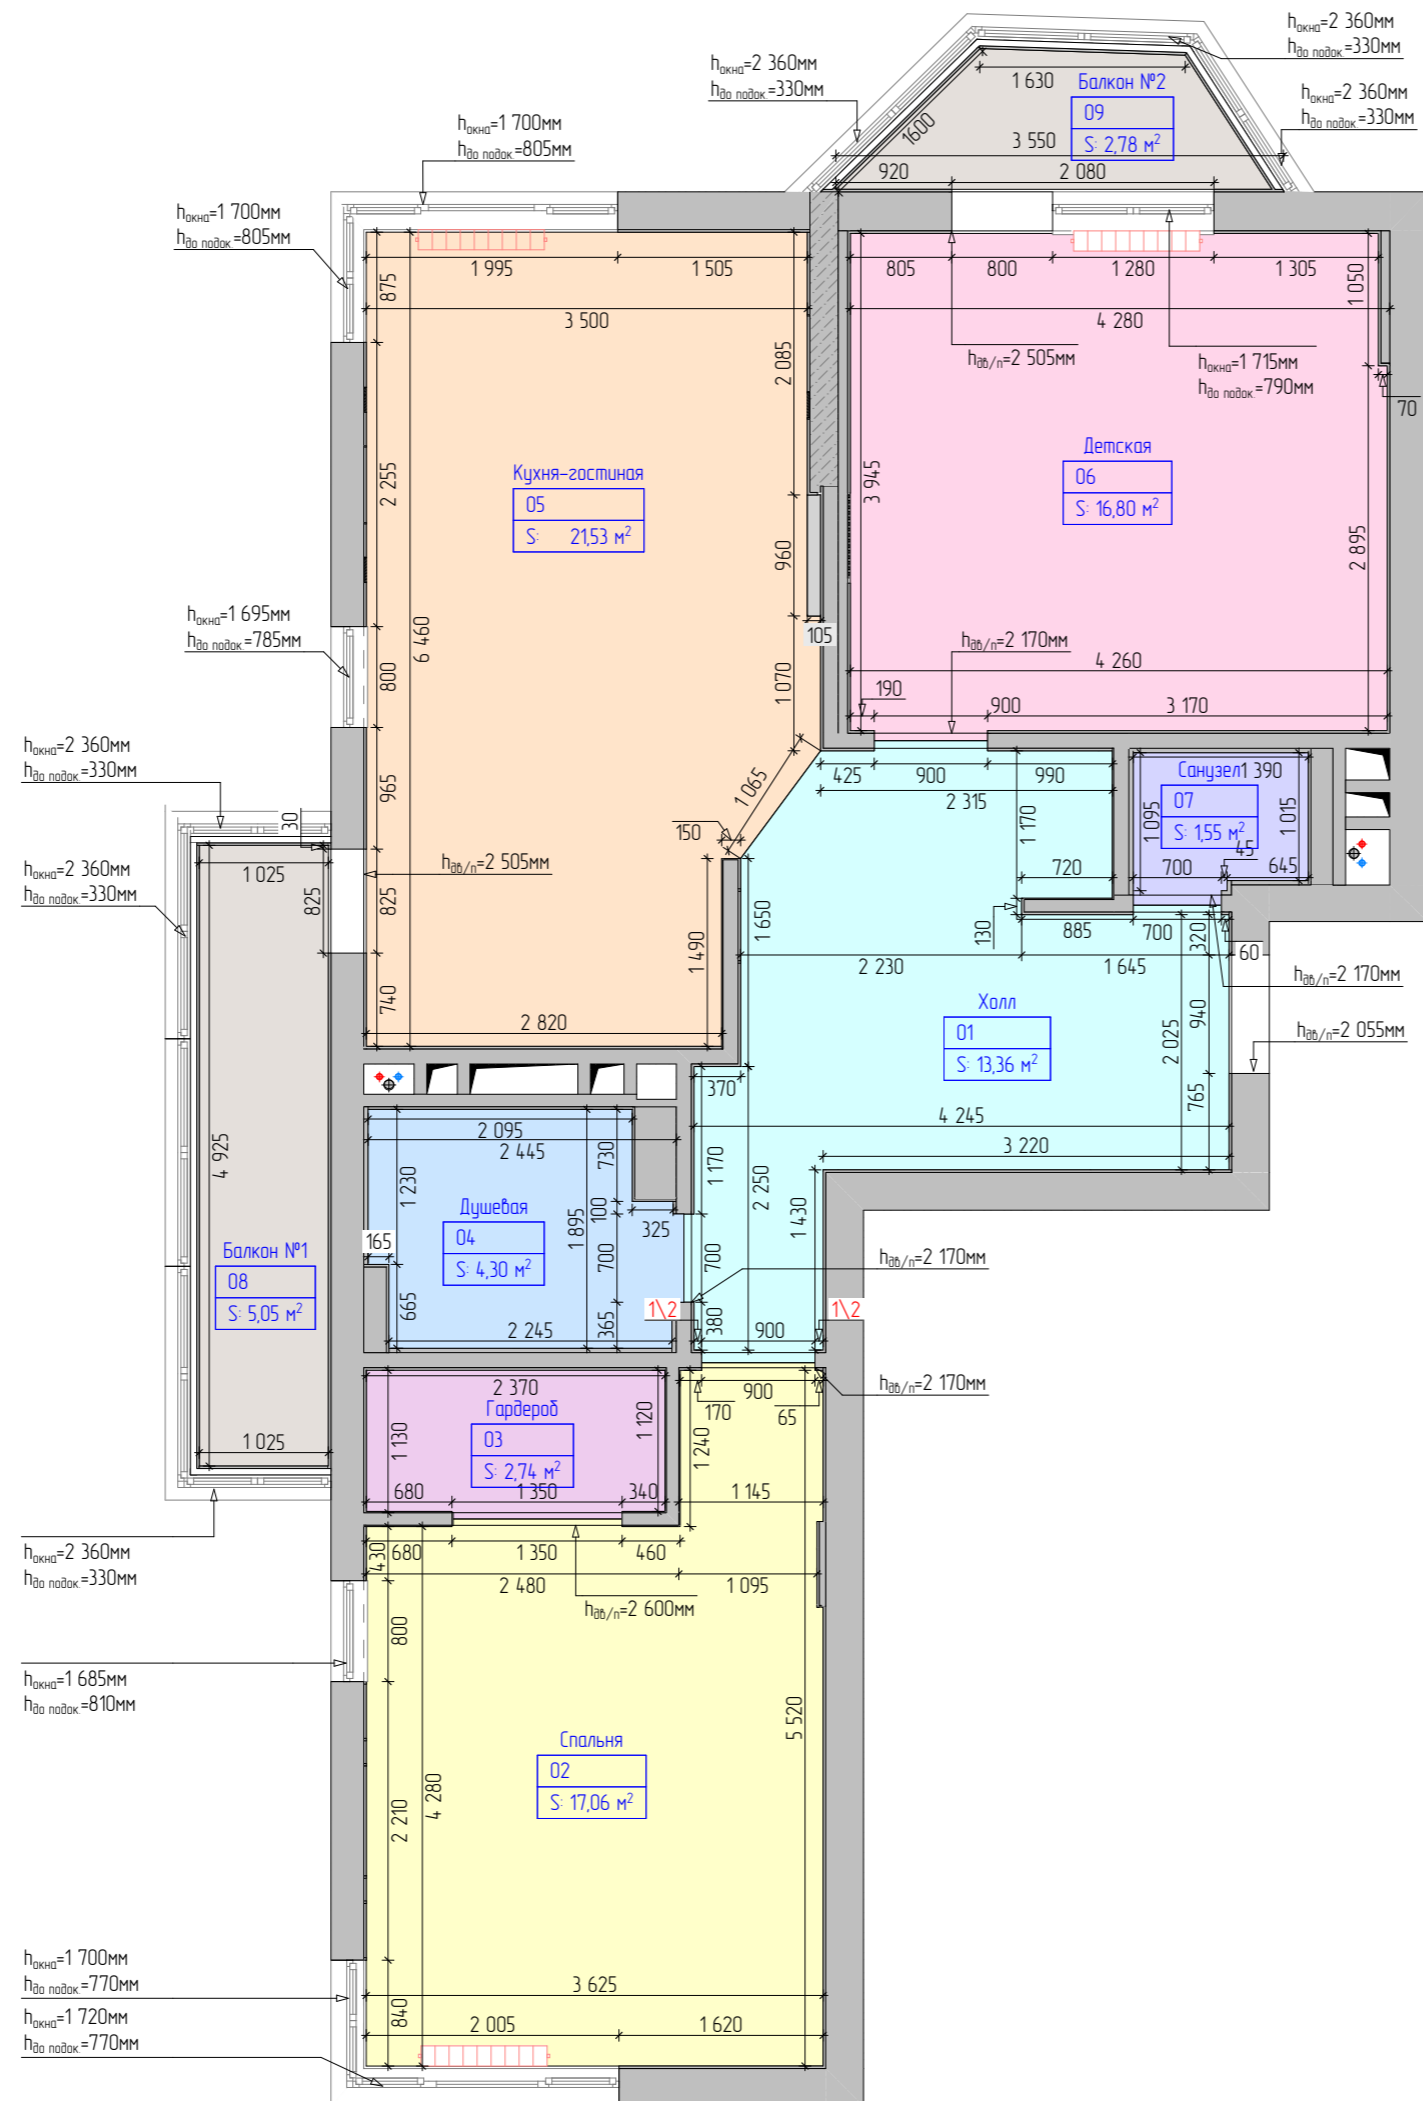 hокна=2 360мм
hдо подок.=330мм
hокна=2 360мм
hдо подок.=330мм
1 630
Балкон №2
09
S: 2,78 м²
hокна=2 360мм
hдо подок.=330мм
1600
3 550
920
2 080
hокна=1 700мм
hдо подок.=805мм
hокна=1 700мм
hдо подок.=805мм
1 995
1 505
875
3 500
2 085
805
800
1 280
1 305
1 050
4 280
hдв/п=2 505мм
hокна=1 715мм
hдо подок.=790мм
70
Кухня-гостиная
05
S: 21,53 м²
2 255
6 460
960
105
1 070
Детская
06
S: 16,80 м²
3 945
2 895
hокна=1 695мм
hдо подок.=785мм
800
hдв/п=2 170мм
4 260
190
900
3 170
hокна=2 360мм
hдо подок.=330мм
965
30
1 065
150
425
900
990
2 315
1 170
720
Санузел
1 390
07
S: 1,55 м²
1 095
1 015
45
700
645
hокна=2 360мм
hдо подок.=330мм
1 025
825
825
hдв/п=2 505мм
1 650
1 490
130
885
700
320
60
2 230
1 645
hдв/п=2 170мм
740
2 820
Холл
01
S: 13,36 м²
2 025
940
hдв/п=2 055мм
370
765
4 245
3 220
4 925
2 095
2 445
730
1 230
1 170
2 250
1 430
Душевая
04
S: 4,30 м²
100
1 895
325
165
700
700
Балкон №1
08
S: 5,05 м²
665
2 245
365
1\2
380
900
1\2
hдв/п=2 170мм
hдв/п=2 170мм
2 370
Гардероб
03
S: 2,74 м²
1 130
1 120
900
170
65
1 240
1 025
680
1 350
340
1 145
hокна=2 360мм
hдо подок.=330мм
430
680
1 350
460
2 480
1 095
hдв/п=2 600мм
800
hокна=1 685мм
hдо подок.=810мм
5 520
Спальня
02
S: 17,06 м²
2 210
4 280
hокна=1 700мм
hдо подок.=770мм
3 625
840
2 005
1 620
hокна=1 720мм
hдо подок.=770мм